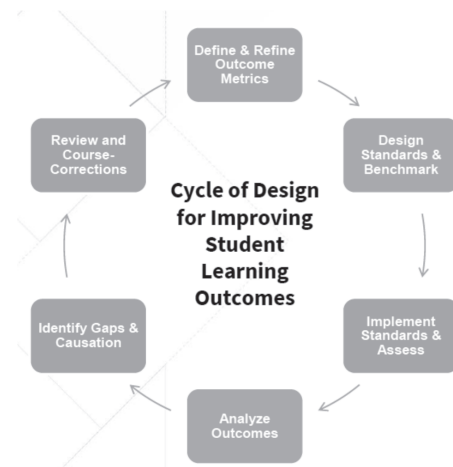 Define & Refine
Outcome
Metrics
Design
Standards &
Benchmark
Implement
Standards &
Assess
Analyze
Outcomes
Identify Gaps &
Causation
Review and
Course-
Corrections
Cycle of Design
for Improving
Student
Learning
Outcomes